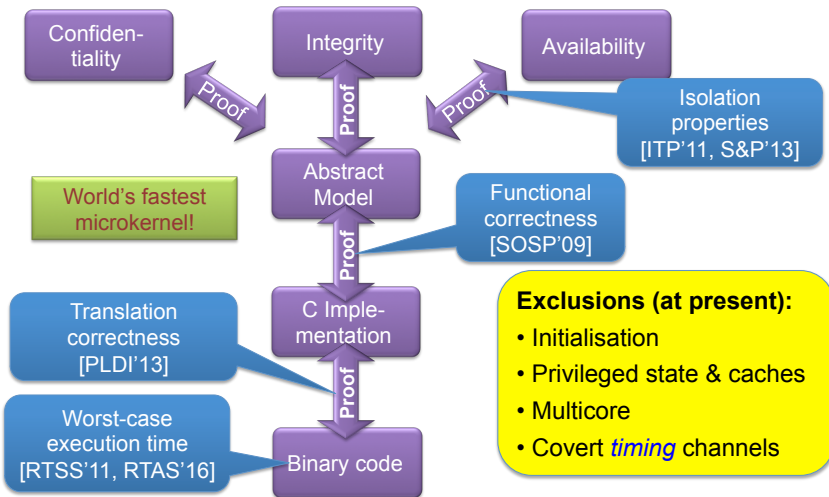 Confiden-
tiality
Integrity
Availability
Proof
Proof
Proof
Isolation
properties
[ITP'11, S&P'13]
Abstract
Model
World's fastest
microkernel!
Functional
correctness
[SOSP'09]
Proof
Translation
correctness
[PLDI'13]
C Imple-
mentation
Exclusions (at present):
• Initialisation
• Privileged state & caches
• Multicore
• Covert timing channels
Proof
Worst-case
execution time
[RTSS'11, RTAS'16]
Binary code